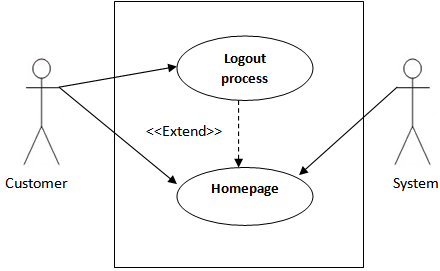 Logout
process
<<Extend>>
Customer
Homepage
System